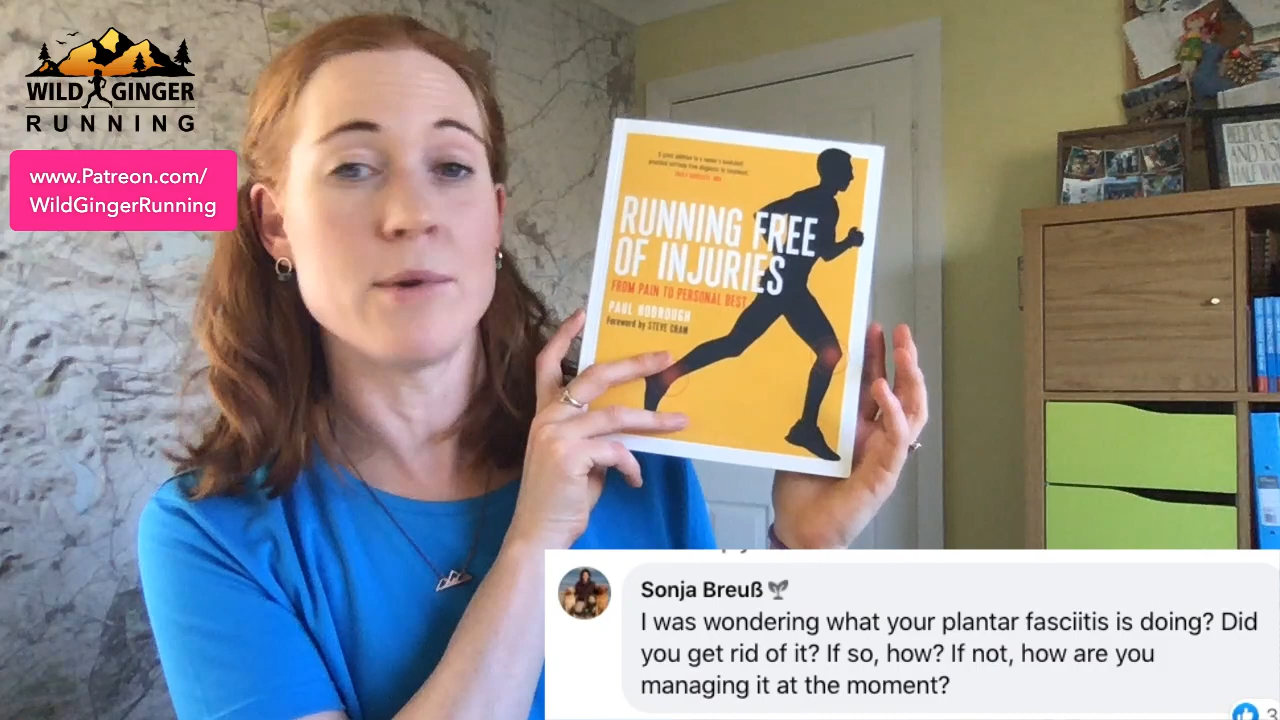 WILD GINGER
RUNNING
www.Patreon.com/
WildGingerRunning
RUNNING FREE
OF INJURIES
FROM PAIN TO PERSONAL BEST
PAUL HOBROUGH
Foreword by STEVE CRAM
Sonja Breuß
I was wondering what your plantar fasciitis is doing? Did
you get rid of it? If so, how? If not, how are you
managing it at the moment?
3